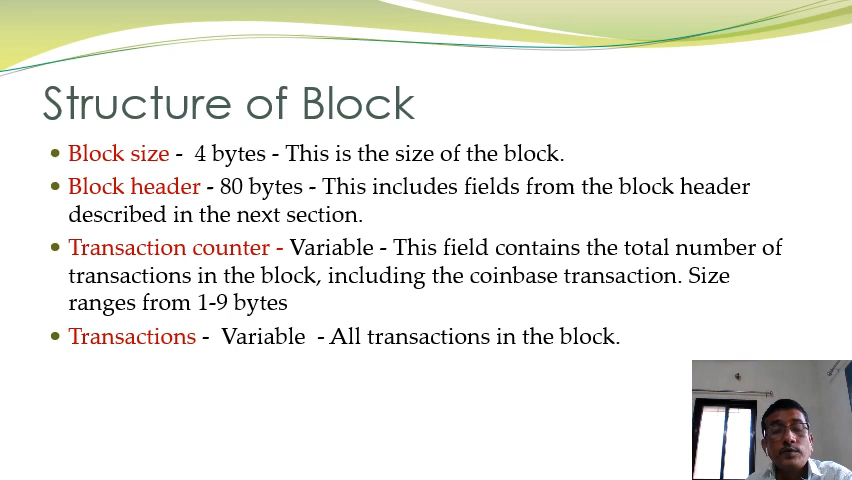 Structure of Block
• Block size -  4 bytes - This is the size of the block.
• Block header - 80 bytes - This includes fields from the block header
described in the next section.
• Transaction counter - Variable - This field contains the total number of
transactions in the block, including the coinbase transaction. Size
ranges from 1-9 bytes
• Transactions -  Variable  - All transactions in the block.